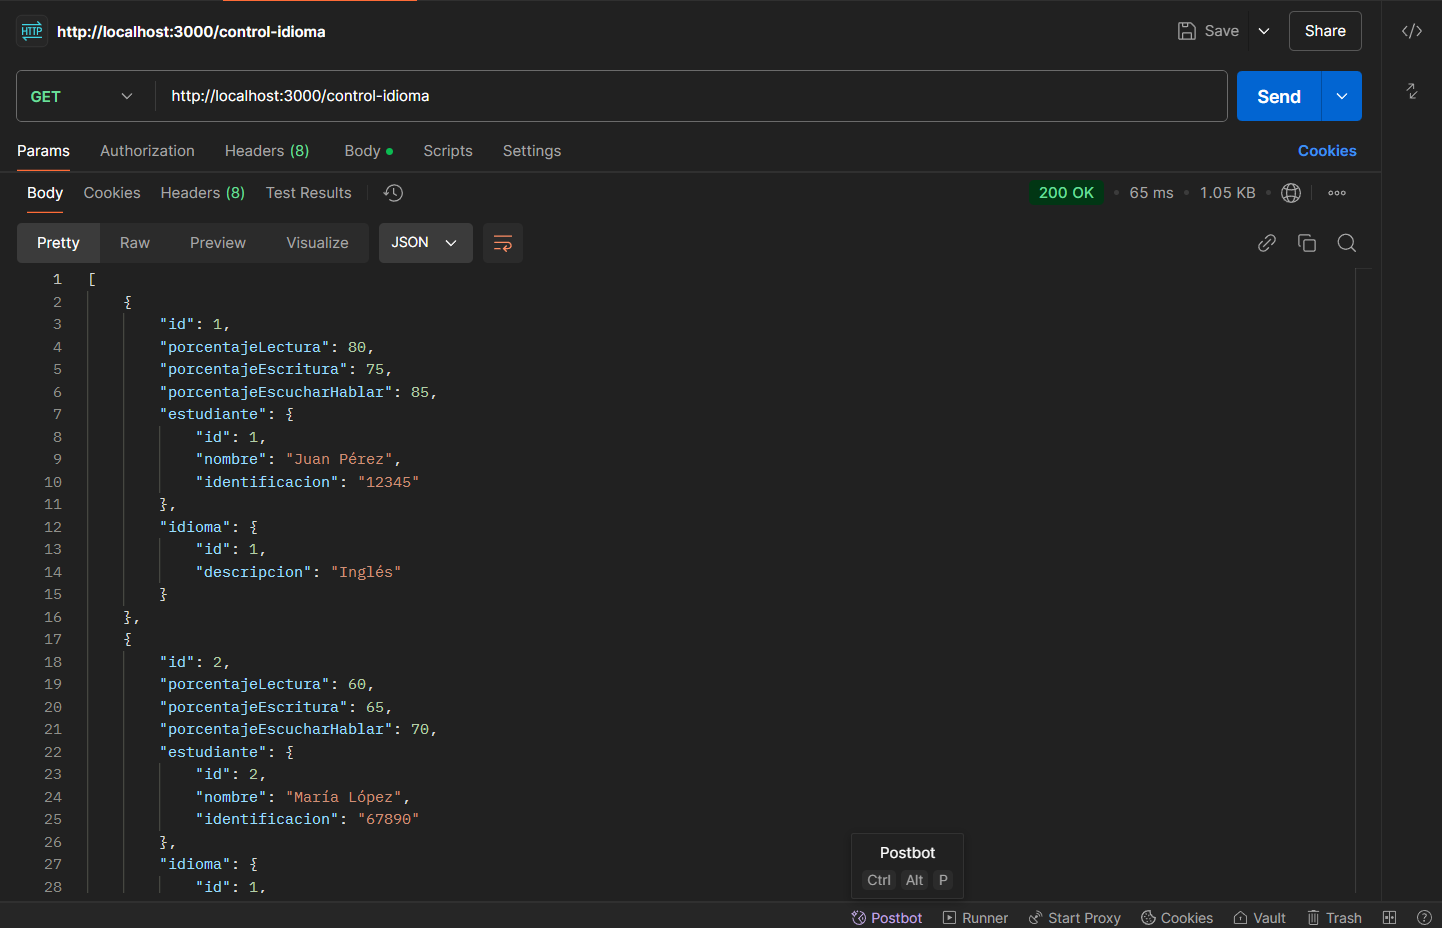 HTTP http://localhost:3000/control-idioma Save Share
GET http://localhost:3000/control-idioma Send
Params Authorization Headers (8) Body Scripts Settings Cookies
Body Cookies Headers (8) Test Results 200 OK 65 ms 1.05 KB
Pretty Raw Preview Visualize JSON
1 [
2 {
3 "id": 1,
4 "porcentajeLectura": 80,
5 "porcentajeEscritura": 75,
6 "porcentajeEscucharHablar": 85,
7 "estudiante": {
8 "id": 1,
9 "nombre": "Juan Pérez",
10 "identificacion": "12345"
11 },
12 "idioma": {
13 "id": 1,
14 "descripcion": "Inglés"
15 }
16 },
17 {
18 "id": 2,
19 "porcentajeLectura": 60,
20 "porcentajeEscritura": 65,
21 "porcentajeEscucharHablar": 70,
22 "estudiante": {
23 "id": 2,
24 "nombre": "María López",
25 "identificacion": "67890"
26 },
27 "idioma": {
28 "id": 1,
Postbot
Ctrl Alt P
Postbot Runner Start Proxy Cookies Vault Trash